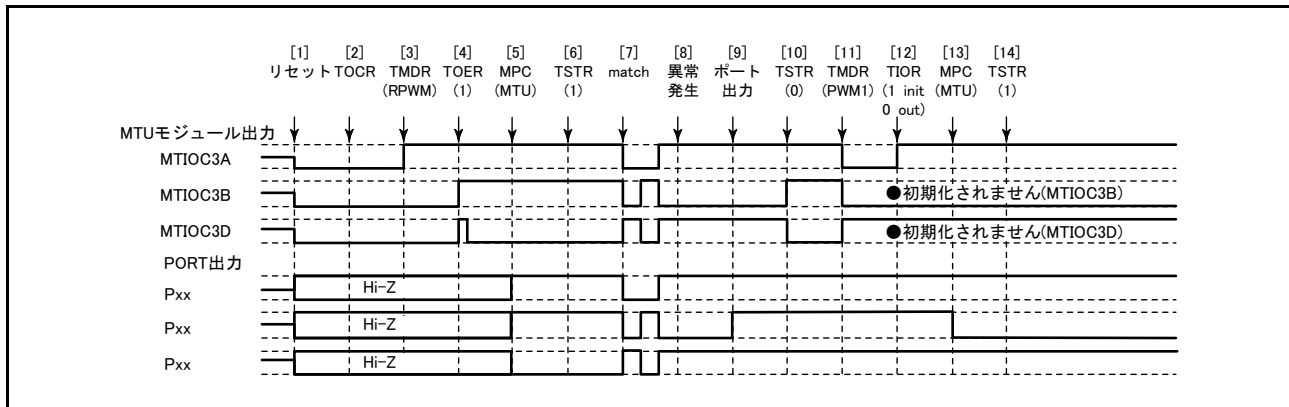 [1] [2] [3] [4] [5] [6] [7] [8] [9] [10] [11] [12] [13] [14]
リセット TOCR TMDR TOER MPC TSTR match 異常 ポート TSTR TMDR TIOR MPC TSTR
(RPWM) (1) (MTU) (1) 発生 出力 (0) (PWM1) (1 init (MTU) (1)
0 out)
MTUモジュール出力
MTIOC3A
MTIOC3B ●初期化されません(MTIOC3B)
MTIOC3D ●初期化されません(MTIOC3D)
PORT出力
Pxx Hi-Z
Pxx Hi-Z
Pxx Hi-Z